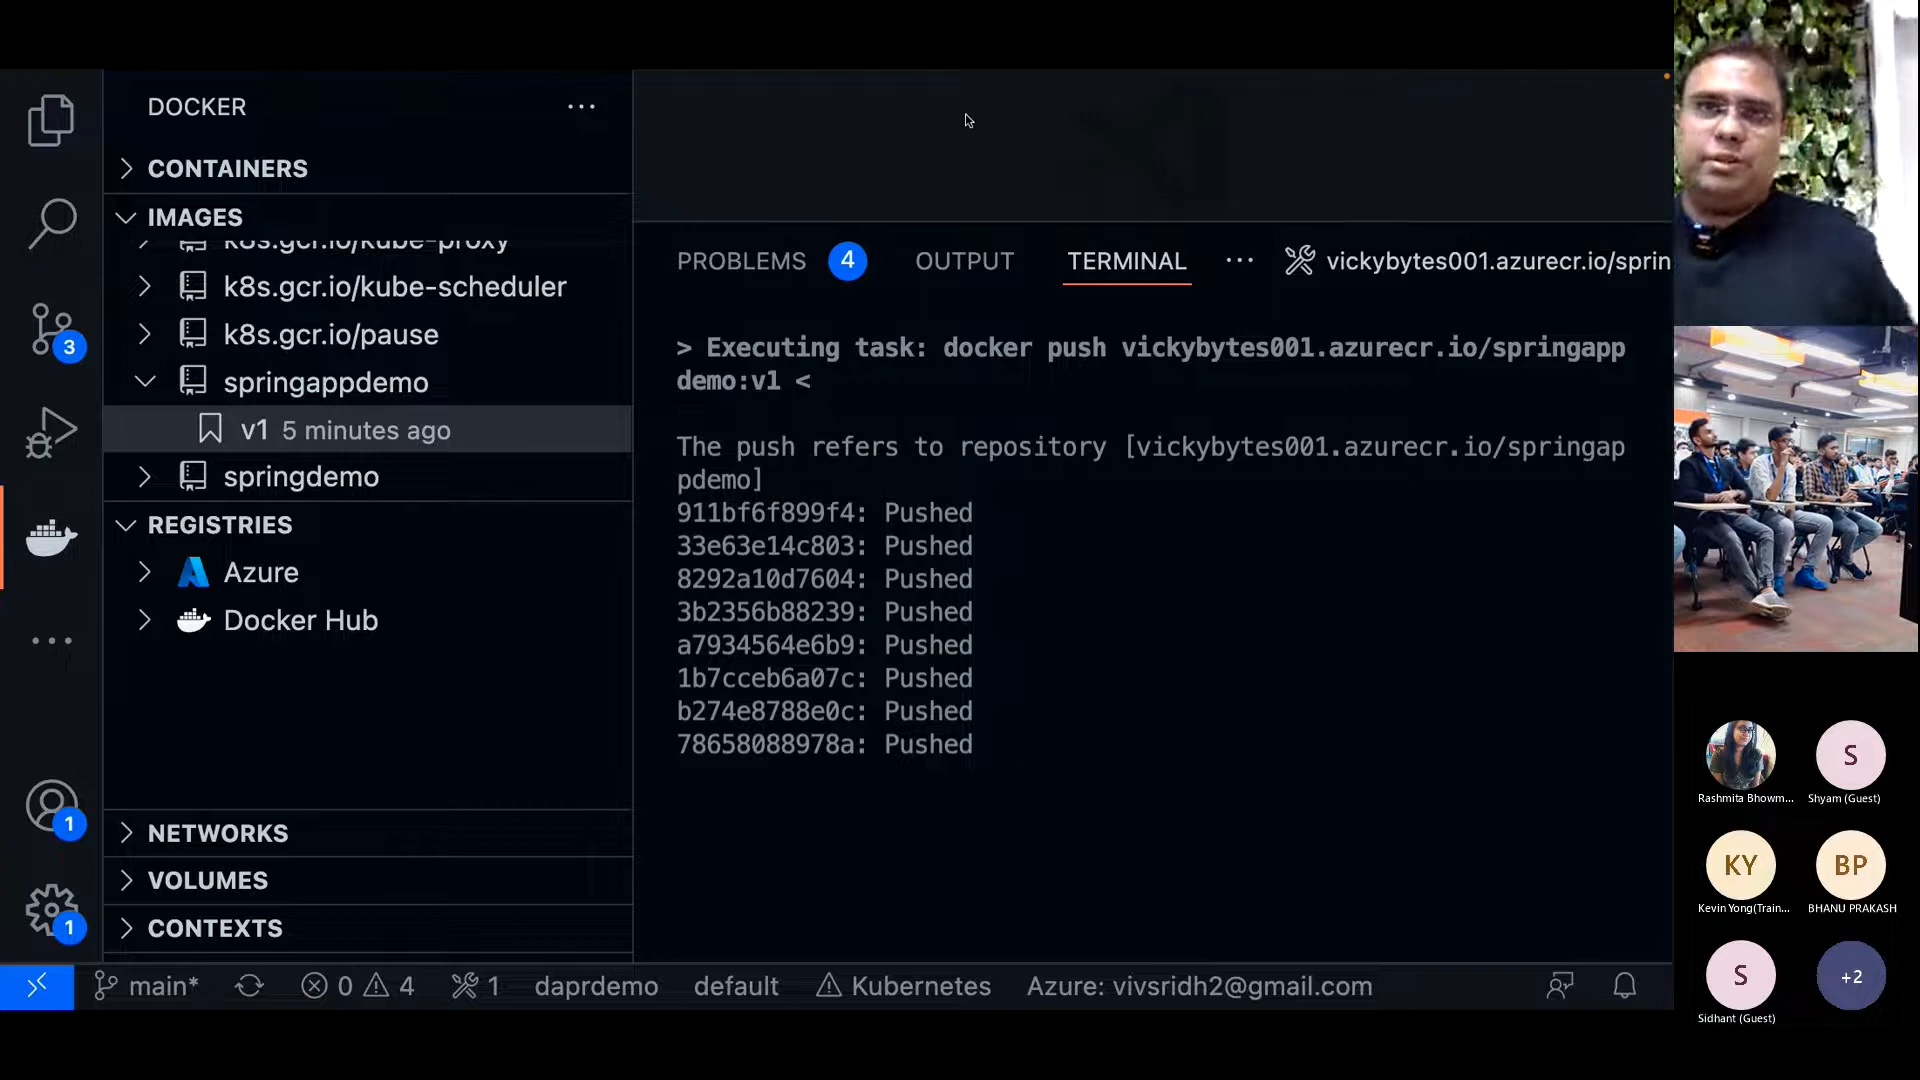 DOCKER
CONTAINERS
IMAGES
k8s.gcr.io/kube-proxy
k8s.gcr.io/kube-scheduler
k8s.gcr.io/pause
springappdemo
v1 5 minutes ago
springdemo
REGISTRIES
Azure
Docker Hub
NETWORKS
VOLUMES
CONTEXTS
3
1
1
PROBLEMS 4 OUTPUT TERMINAL ... vickybytes001.azurecr.io/sprin
> Executing task: docker push vickybytes001.azurecr.io/springapp
demo:v1 <
The push refers to repository [vickybytes001.azurecr.io/springap
pdemo]
911bf6f899f4: Pushed
33e63e14c803: Pushed
8292a10d7604: Pushed
3b2356b88239: Pushed
a7934564e6b9: Pushed
1b7cceb6a07c: Pushed
b274e8788e0c: Pushed
78658088978a: Pushed
main* 0 4 1 daprdemo default Kubernetes Azure: vivsridh2@gmail.com
S
Rashmita Bhowm... Shyam (Guest)
KY BP
Kevin Yong(Train... BHANU PRAKASH
S +2
Sidhant (Guest)